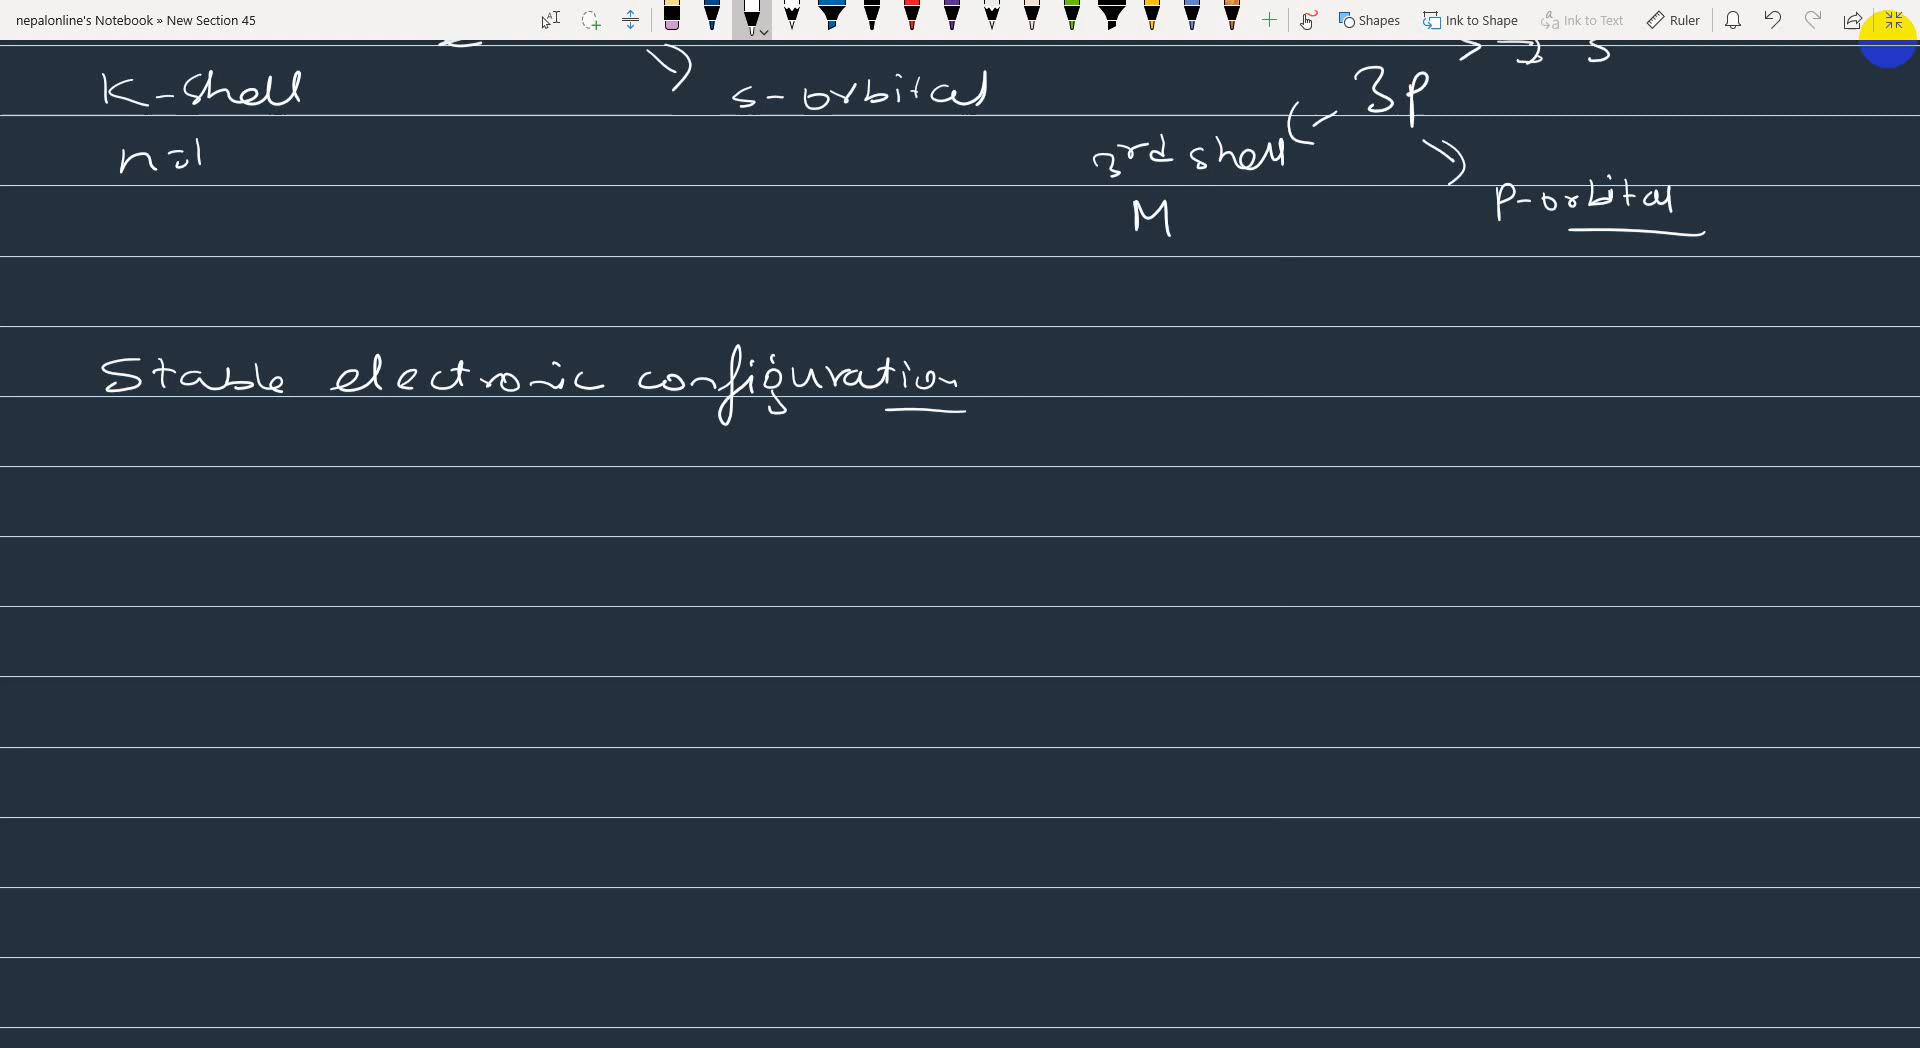 nepalonline's Notebook » New Section 45
Shapes
Ink to Shape
Ink to Text
Ruler
K-shell
n=1
s-orbital
3p
3rd shell
M
p-orbital
Stable electronic configuration